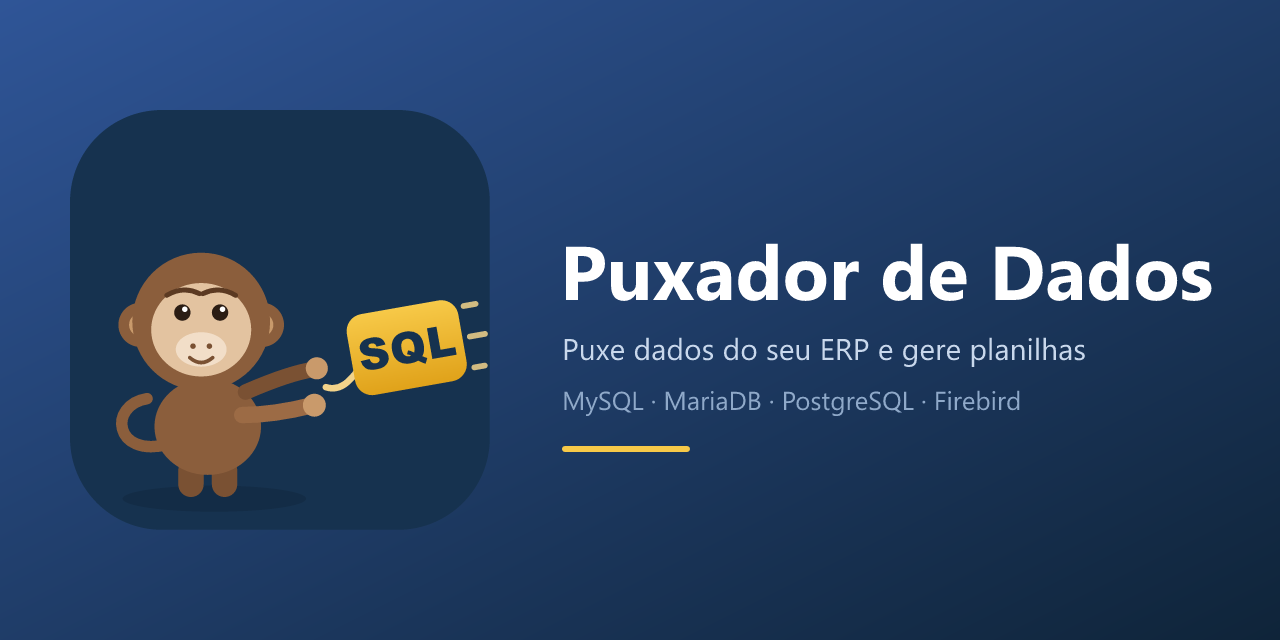 SQL
Puxador de Dados
Puxe dados do seu ERP e gere planilhas
MySQL · MariaDB · PostgreSQL · Firebird